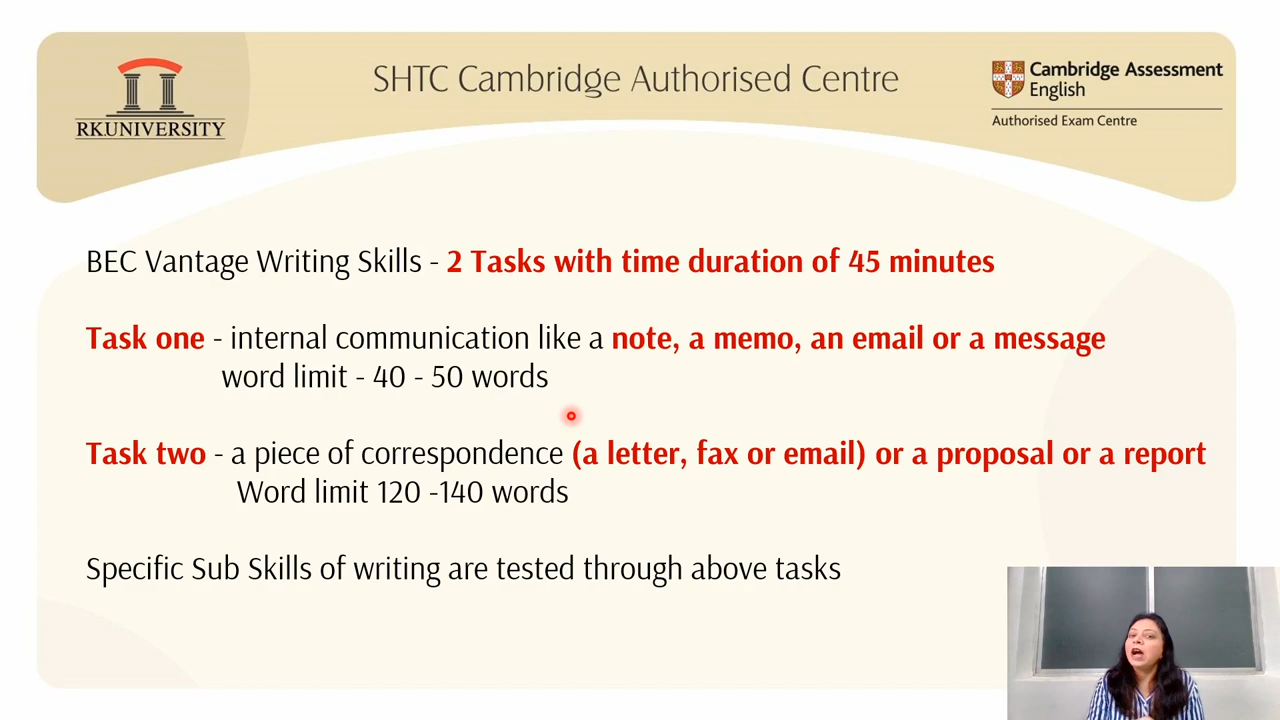 RKUNIVERSITY
SHTC Cambridge Authorised Centre
Cambridge Assessment
English
Authorised Exam Centre
BEC Vantage Writing Skills - 2 Tasks with time duration of 45 minutes
Task one - internal communication like a note, a memo, an email or a message
word limit - 40 - 50 words
Task two - a piece of correspondence (a letter, fax or email) or a proposal or a report
Word limit 120 -140 words
Specific Sub Skills of writing are tested through above tasks